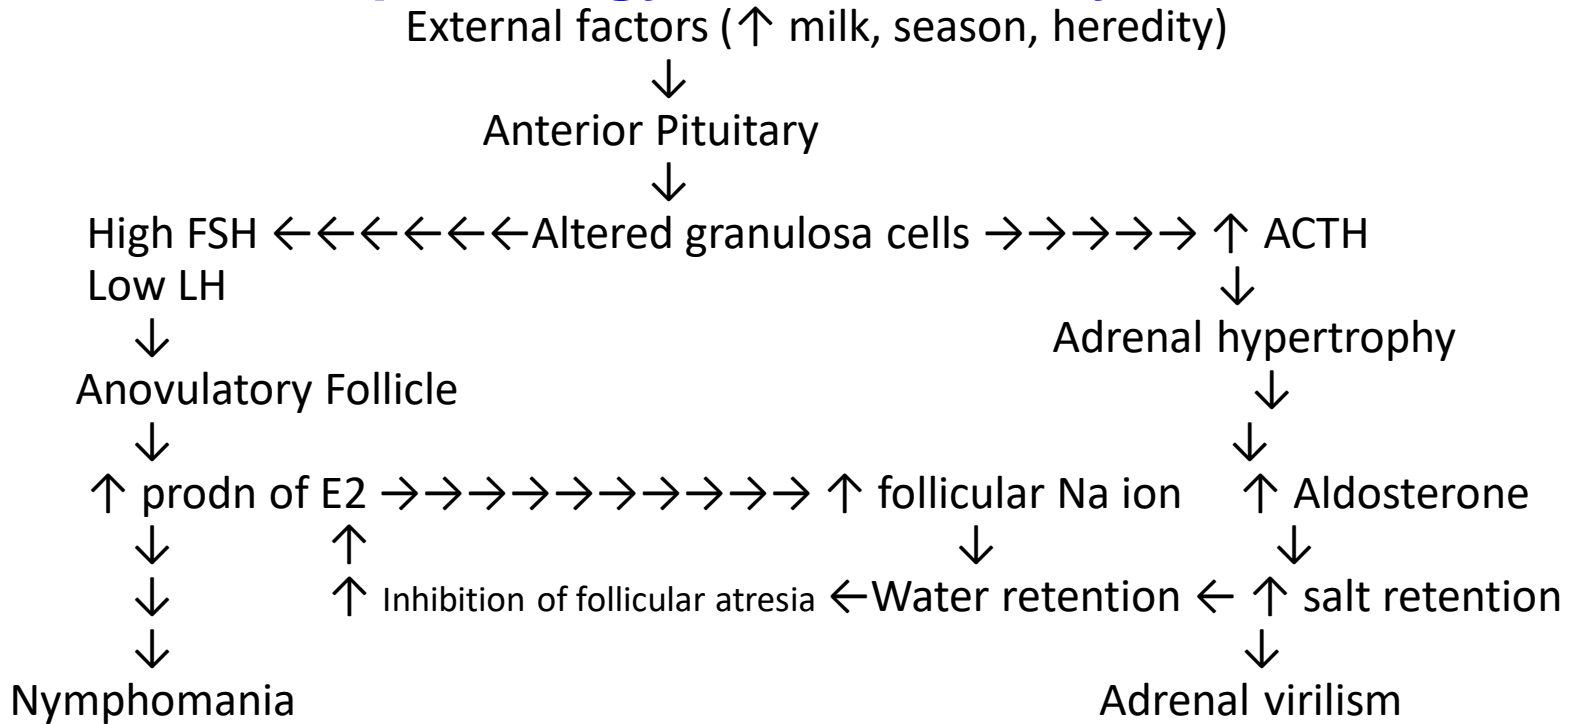 External factors (↑ milk, season, heredity)
↓
Anterior Pituitary
↓
High FSH ←←←←←←Altered granulosa cells →→→→→ ↑ ACTH
Low LH ↓
↓ Adrenal hypertrophy
Anovulatory Follicle ↓
↓ ↓
↑ prodn of E2 →→→→→→→→→→ ↑ follicular Na ion ↑ Aldosterone
↓ ↑ ↓ ↓
↓ ↑ Inhibition of follicular atresia ←Water retention ← ↑ salt retention
↓ ↓
Nymphomania Adrenal virilism